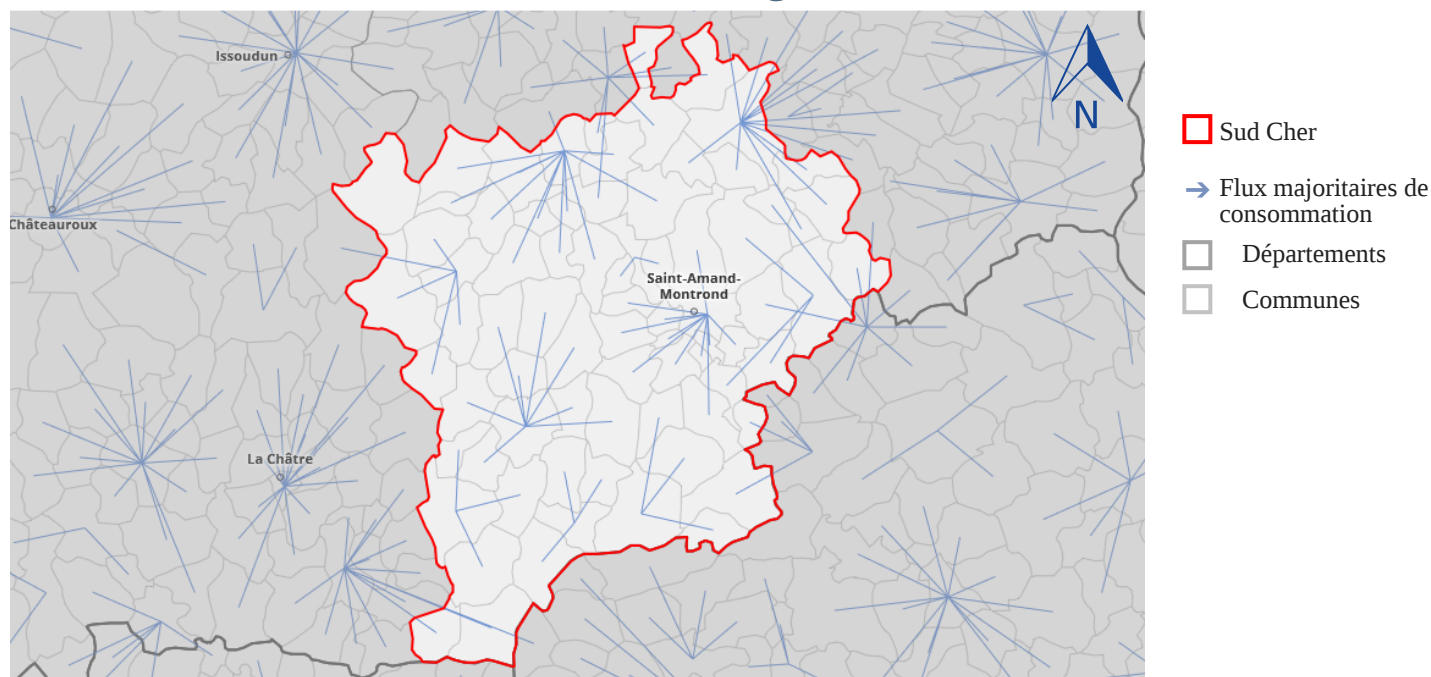 Issoudun
N
Châteauroux
Saint-Amand-
Montrond
La Châtre
Sud Cher
Flux majoritaires de
consommation
Départements
Communes